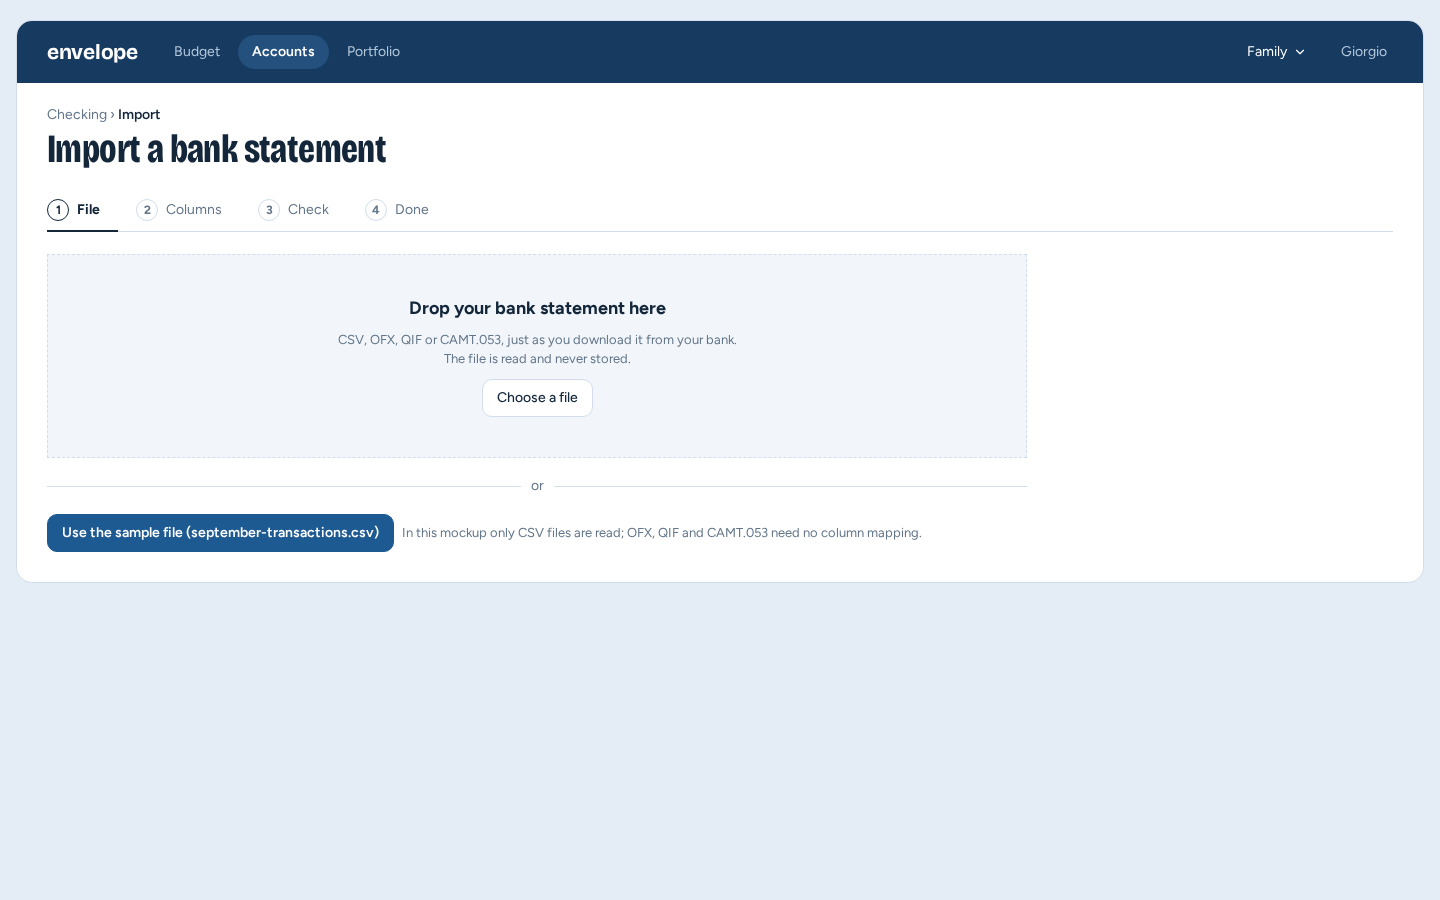 envelope
Budget
Accounts
Portfolio
Family
Giorgio
Checking › Import
Import a bank statement
1 File
2 Columns
3 Check
4 Done
Drop your bank statement here
CSV, OFX, QIF or CAMT.053, just as you download it from your bank.
The file is read and never stored.
Choose a file
or
Use the sample file (september-transactions.csv)
In this mockup only CSV files are read; OFX, QIF and CAMT.053 need no column mapping.